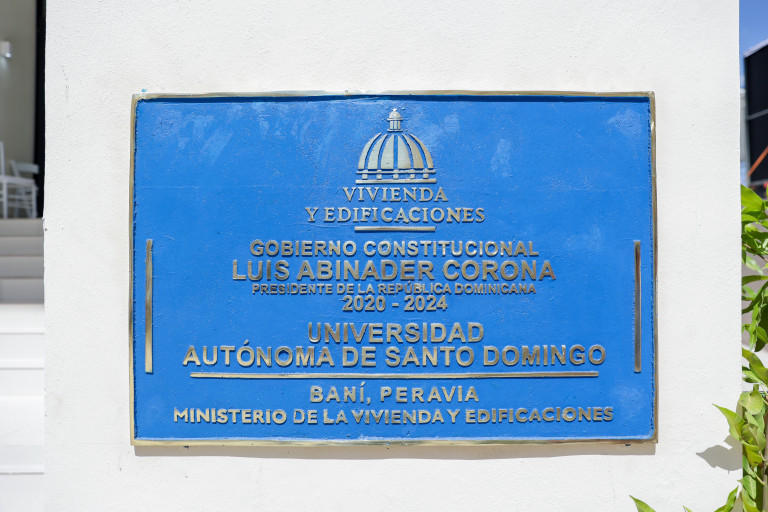 VIVIENDA
Y EDIFICACIONES
GOBIERNO CONSTITUCIONAL
LUIS ABINADER CORONA
PRESIDENTE DE LA REPÚBLICA DOMINICANA
2020 - 2024
UNIVERSIDAD
AUTÓNOMA DE SANTO DOMINGO
BANÍ, PERAVIA
MINISTERIO DE LA VIVIENDA Y EDIFICACIONES